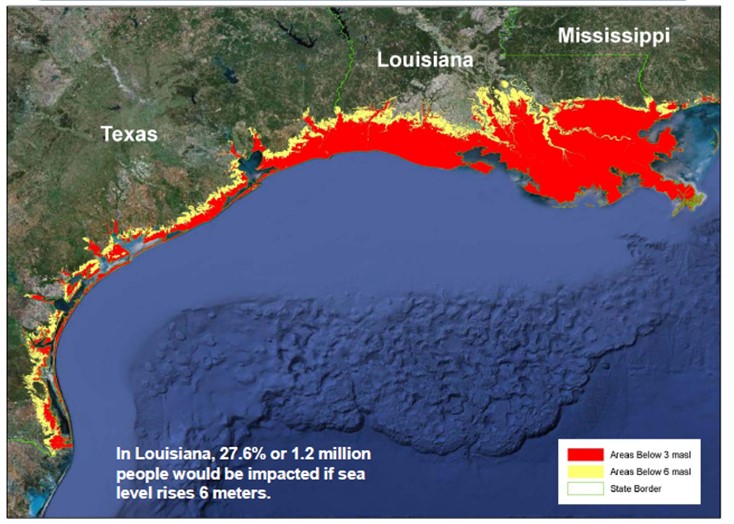 Mississippi
Louisiana
Texas
In Louisiana, 27.6% or 1.2 million
people would be impacted if sea
level rises 6 meters.
Areas Below 3 masl
Areas Below 6 masl
State Border